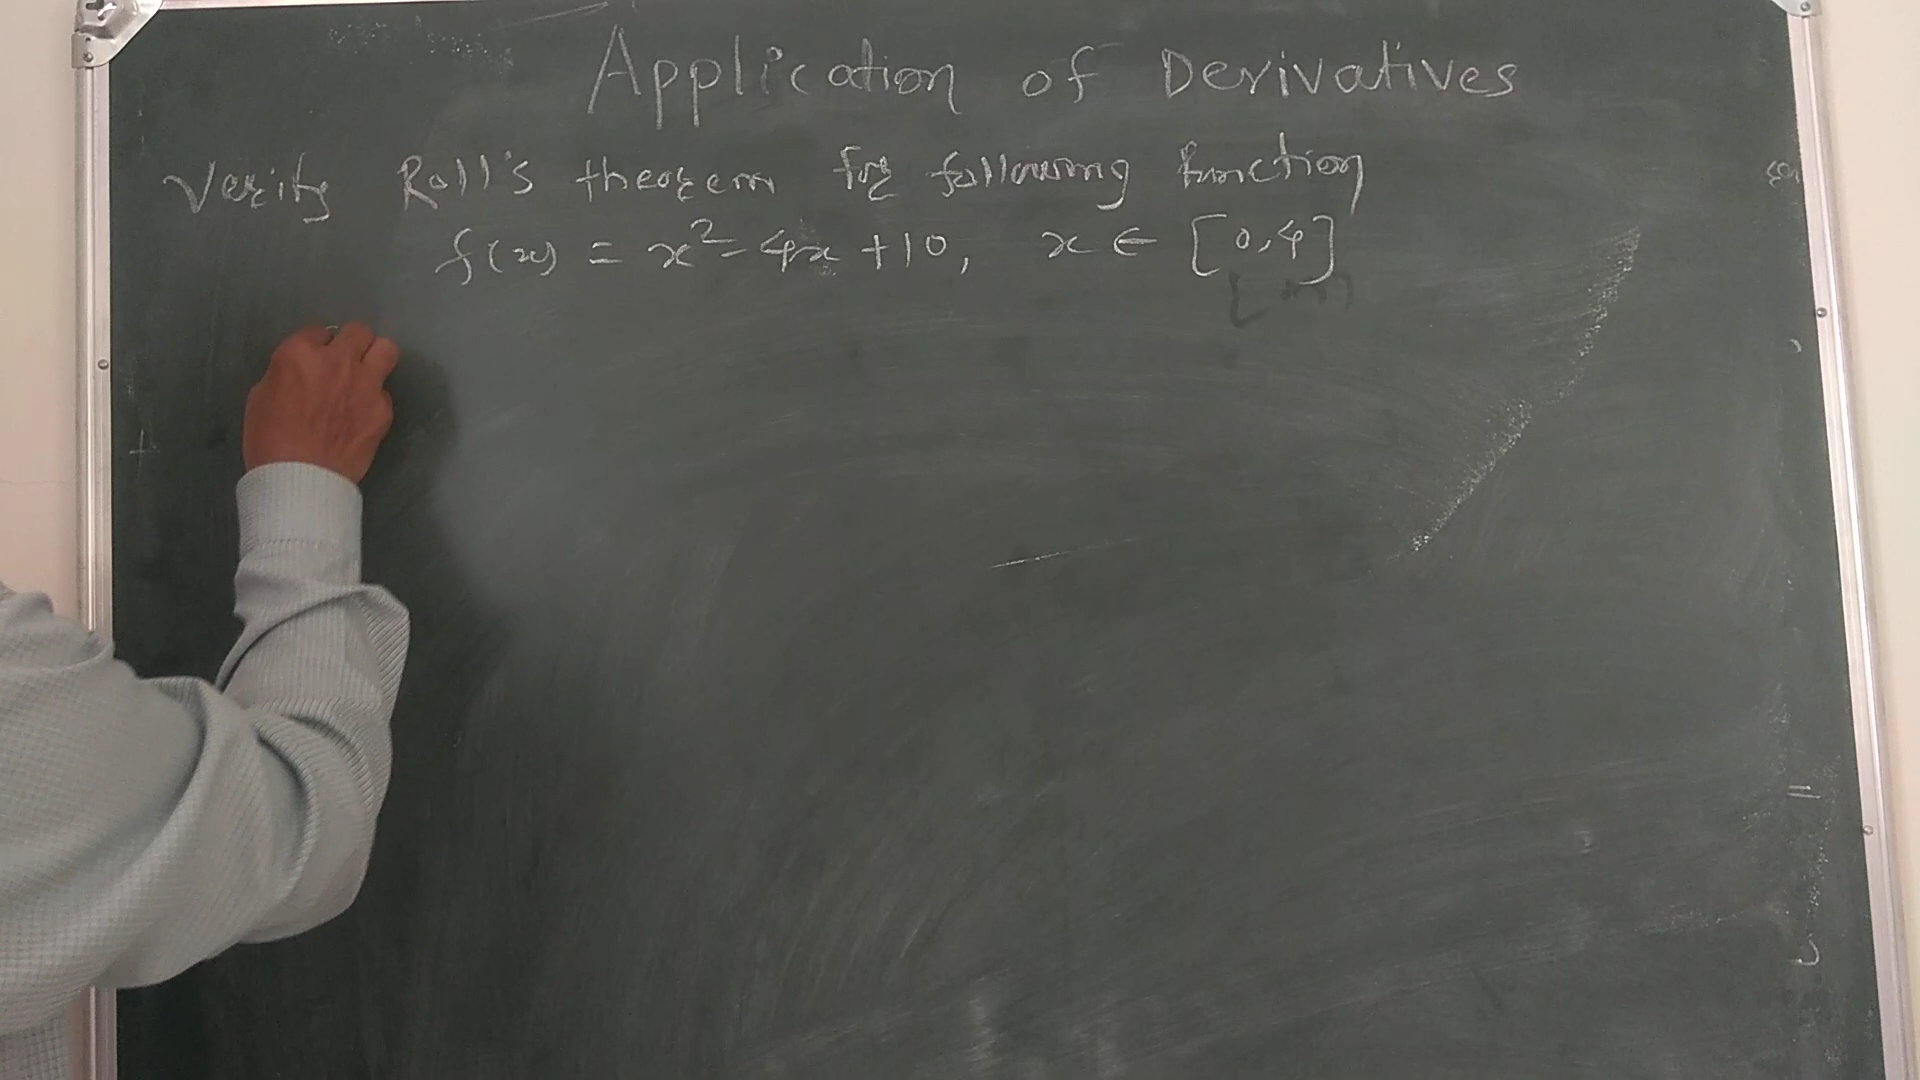 Application of Derivatives
Verify Roll's theorem for following function
f(x) = x² - 4x + 10, x ∈ [0,4]